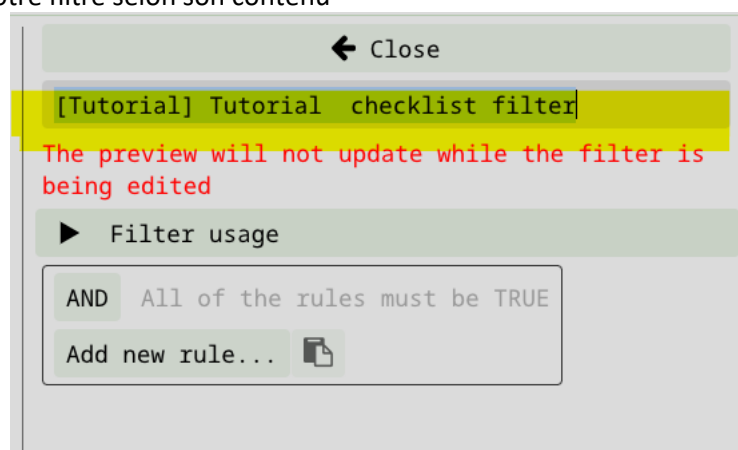 otre filtre selon son contenu
Close
[Tutorial] Tutorial  checklist filter
The preview will not update while the filter is
being edited
Filter usage
AND All of the rules must be TRUE
Add new rule...